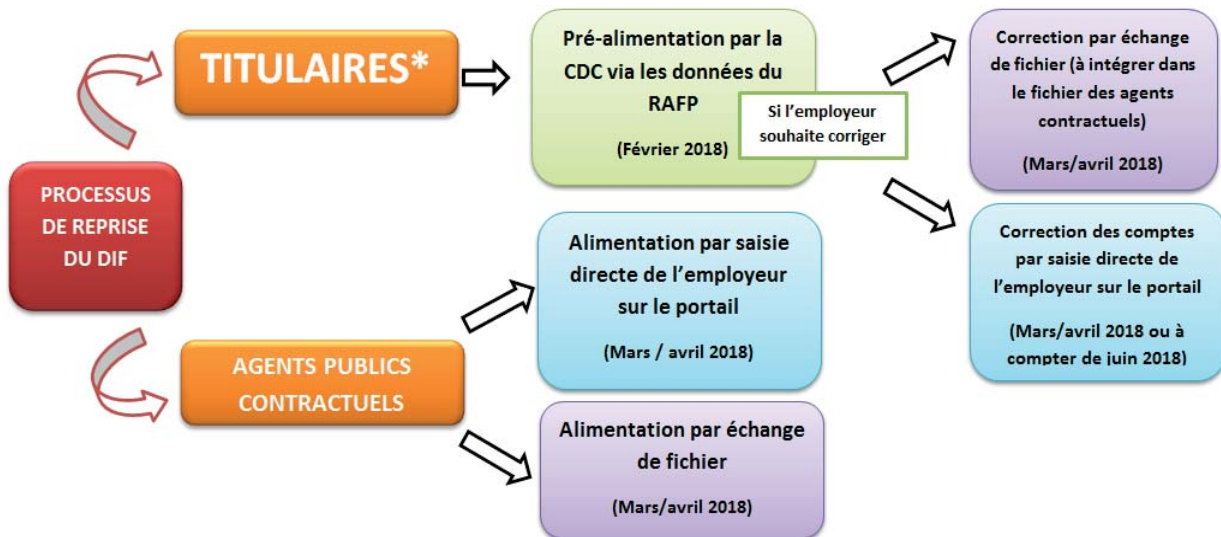 PROCESSUS
DE REPRISE
DU DIF
TITULAIRES*
Pré-alimentation par la
CDC via les données du
RAFP
(Février 2018)
Si l'employeur
souhaite corriger
Correction par échange
de fichier (à intégrer dans
le fichier des agents
contractuels)
(Mars/avril 2018)
Correction des comptes
par saisie directe de
l'employeur sur le portail
(Mars/avril 2018 ou à
compter de juin 2018)
AGENTS PUBLICS
CONTRACTUELS
Alimentation par saisie
directe de l'employeur
sur le portail
(Mars / avril 2018)
Alimentation par échange
de fichier
(Mars/avril 2018)